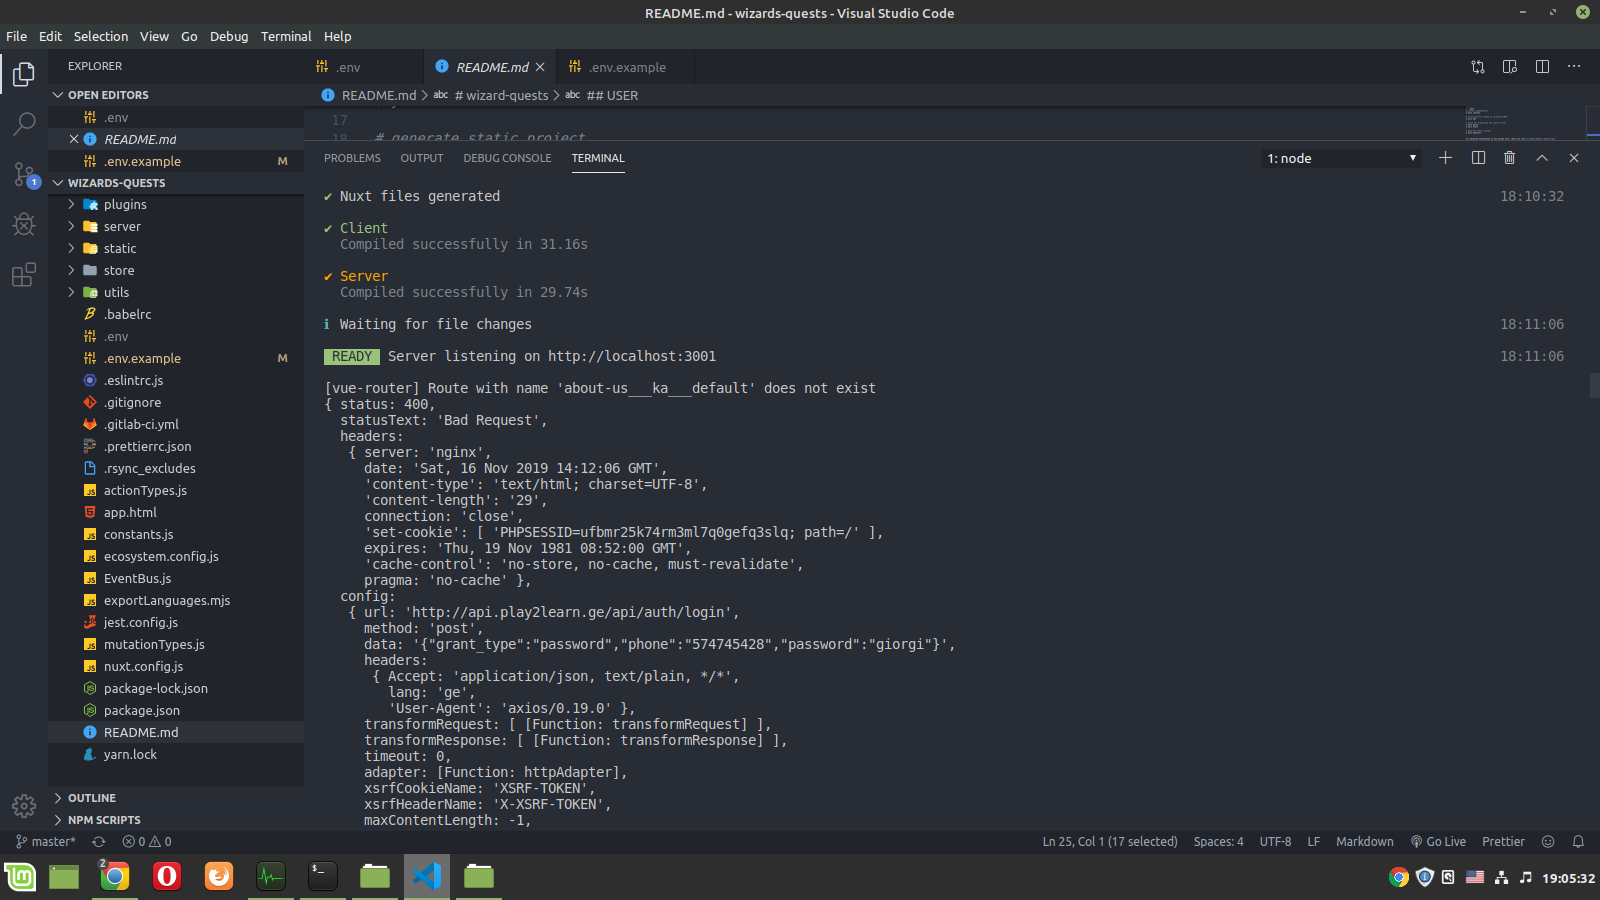 README.md - wizards-quests - Visual Studio Code
File Edit Selection View Go Debug Terminal Help
EXPLORER
OPEN EDITORS
.env
README.md
.env.example M
WIZARDS-QUESTS
plugins
server
static
store
utils
.babelrc
.env
.env.example M
.eslintrc.js
.gitignore
.gitlab-ci.yml
.prettierrc.json
.rsync_excludes
actionTypes.js
app.html
constants.js
ecosystem.config.js
EventBus.js
exportLanguages.mjs
jest.config.js
mutationTypes.js
nuxt.config.js
package-lock.json
package.json
README.md
yarn.lock
OUTLINE
NPM SCRIPTS
1
.env README.md .env.example
README.md > abc # wizard-quests > abc ## USER
17
18 # generate static project
PROBLEMS OUTPUT DEBUG CONSOLE TERMINAL 1: node
✔ Nuxt files generated 18:10:32
✔ Client
Compiled successfully in 31.16s
✔ Server
Compiled successfully in 29.74s
ℹ Waiting for file changes 18:11:06
READY Server listening on http://localhost:3001 18:11:06
[vue-router] Route with name 'about-us___ka___default' does not exist
{ status: 400,
statusText: 'Bad Request',
headers:
{ server: 'nginx',
date: 'Sat, 16 Nov 2019 14:12:06 GMT',
'content-type': 'text/html; charset=UTF-8',
'content-length': '29',
connection: 'close',
'set-cookie': [ 'PHPSESSID=ufbmr25k74rm3ml7q0gefq3slq; path=/' ],
expires: 'Thu, 19 Nov 1981 08:52:00 GMT',
'cache-control': 'no-store, no-cache, must-revalidate',
pragma: 'no-cache' },
config:
{ url: 'http://api.play2learn.ge/api/auth/login',
method: 'post',
data: '{"grant_type":"password","phone":"574745428","password":"giorgi"}',
headers:
{ Accept: 'application/json, text/plain, */*',
lang: 'ge',
'User-Agent': 'axios/0.19.0' },
transformRequest: [ [Function: transformRequest] ],
transformResponse: [ [Function: transformResponse] ],
timeout: 0,
adapter: [Function: httpAdapter],
xsrfCookieName: 'XSRF-TOKEN',
xsrfHeaderName: 'X-XSRF-TOKEN',
maxContentLength: -1,
master* 0 0 Ln 25, Col 1 (17 selected) Spaces: 4 UTF-8 LF Markdown Go Live Prettier
2 19:05:32